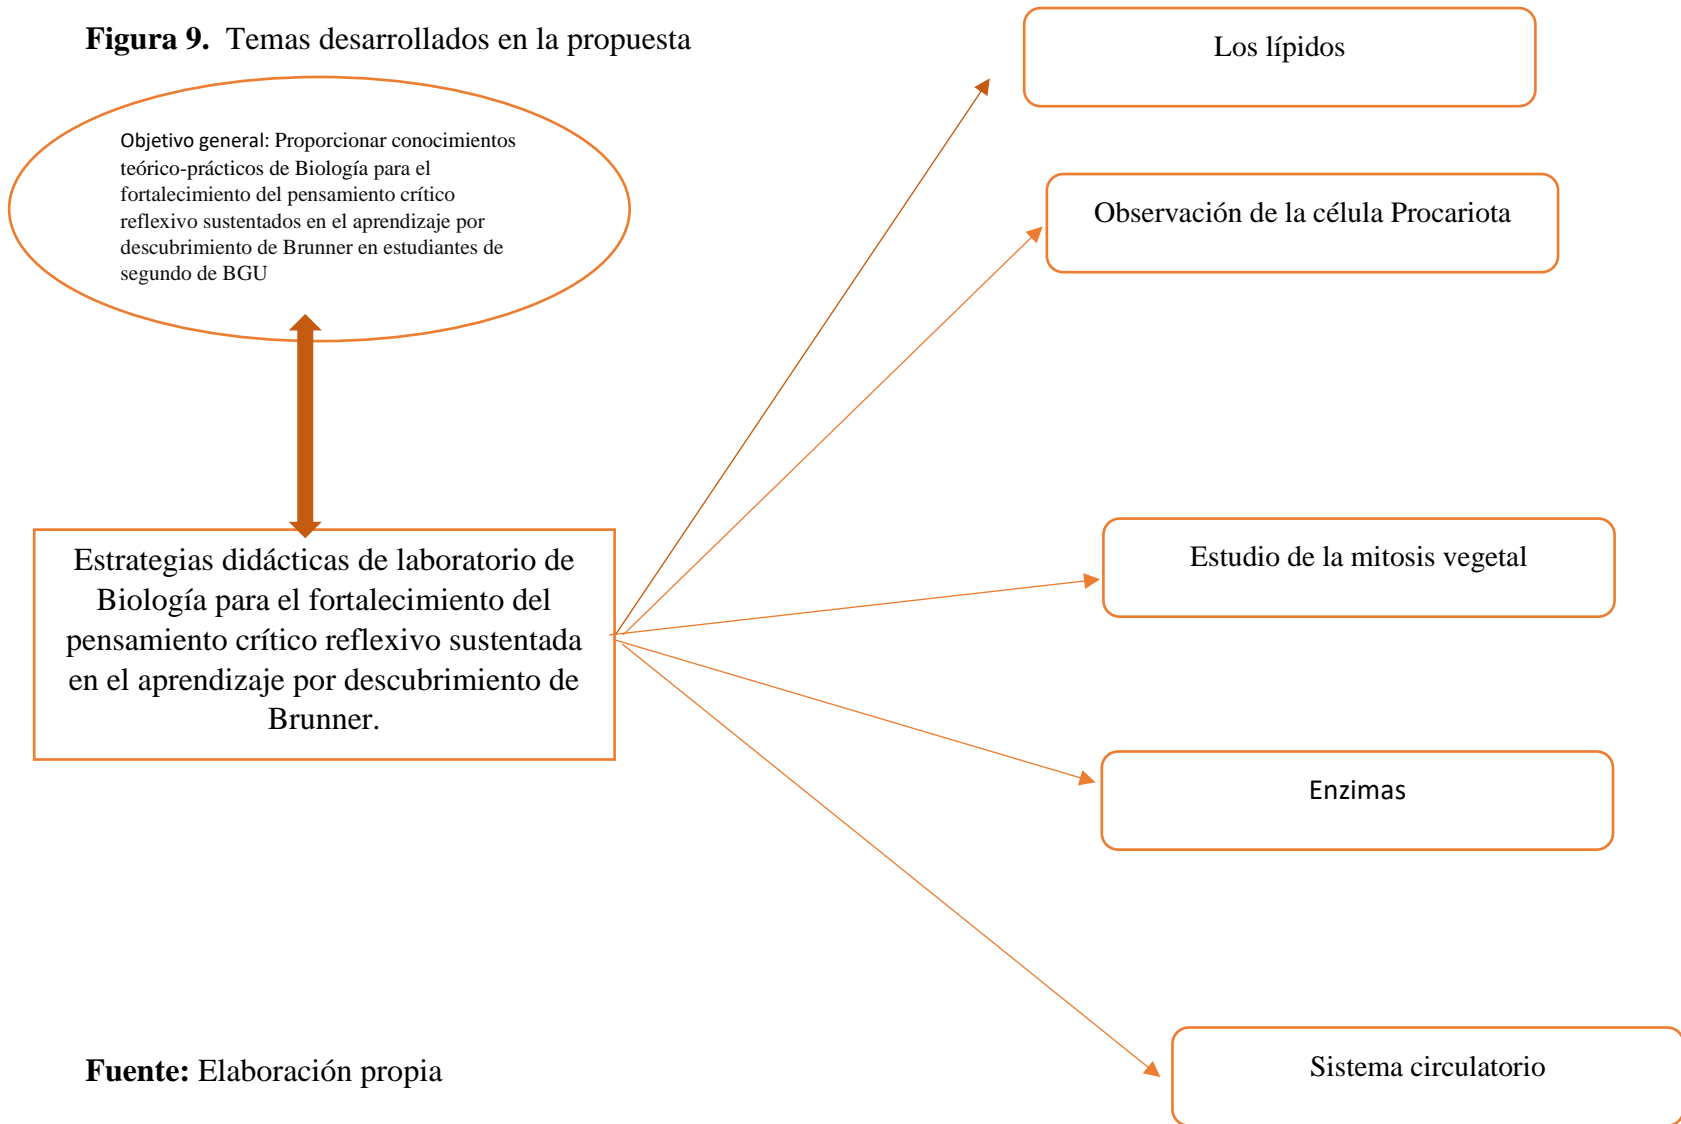 Figura 9. Temas desarrollados en la propuesta
Objetivo general: Proporcionar conocimientos
teórico-prácticos de Biología para el
fortalecimiento del pensamiento crítico
reflexivo sustentados en el aprendizaje por
descubrimiento de Brunner en estudiantes de
segundo de BGU
Estrategias didácticas de laboratorio de
Biología para el fortalecimiento del
pensamiento crítico reflexivo sustentada
en el aprendizaje por descubrimiento de
Brunner.
Los lípidos
Observación de la célula Procariota
Estudio de la mitosis vegetal
Enzimas
Sistema circulatorio
Fuente: Elaboración propia